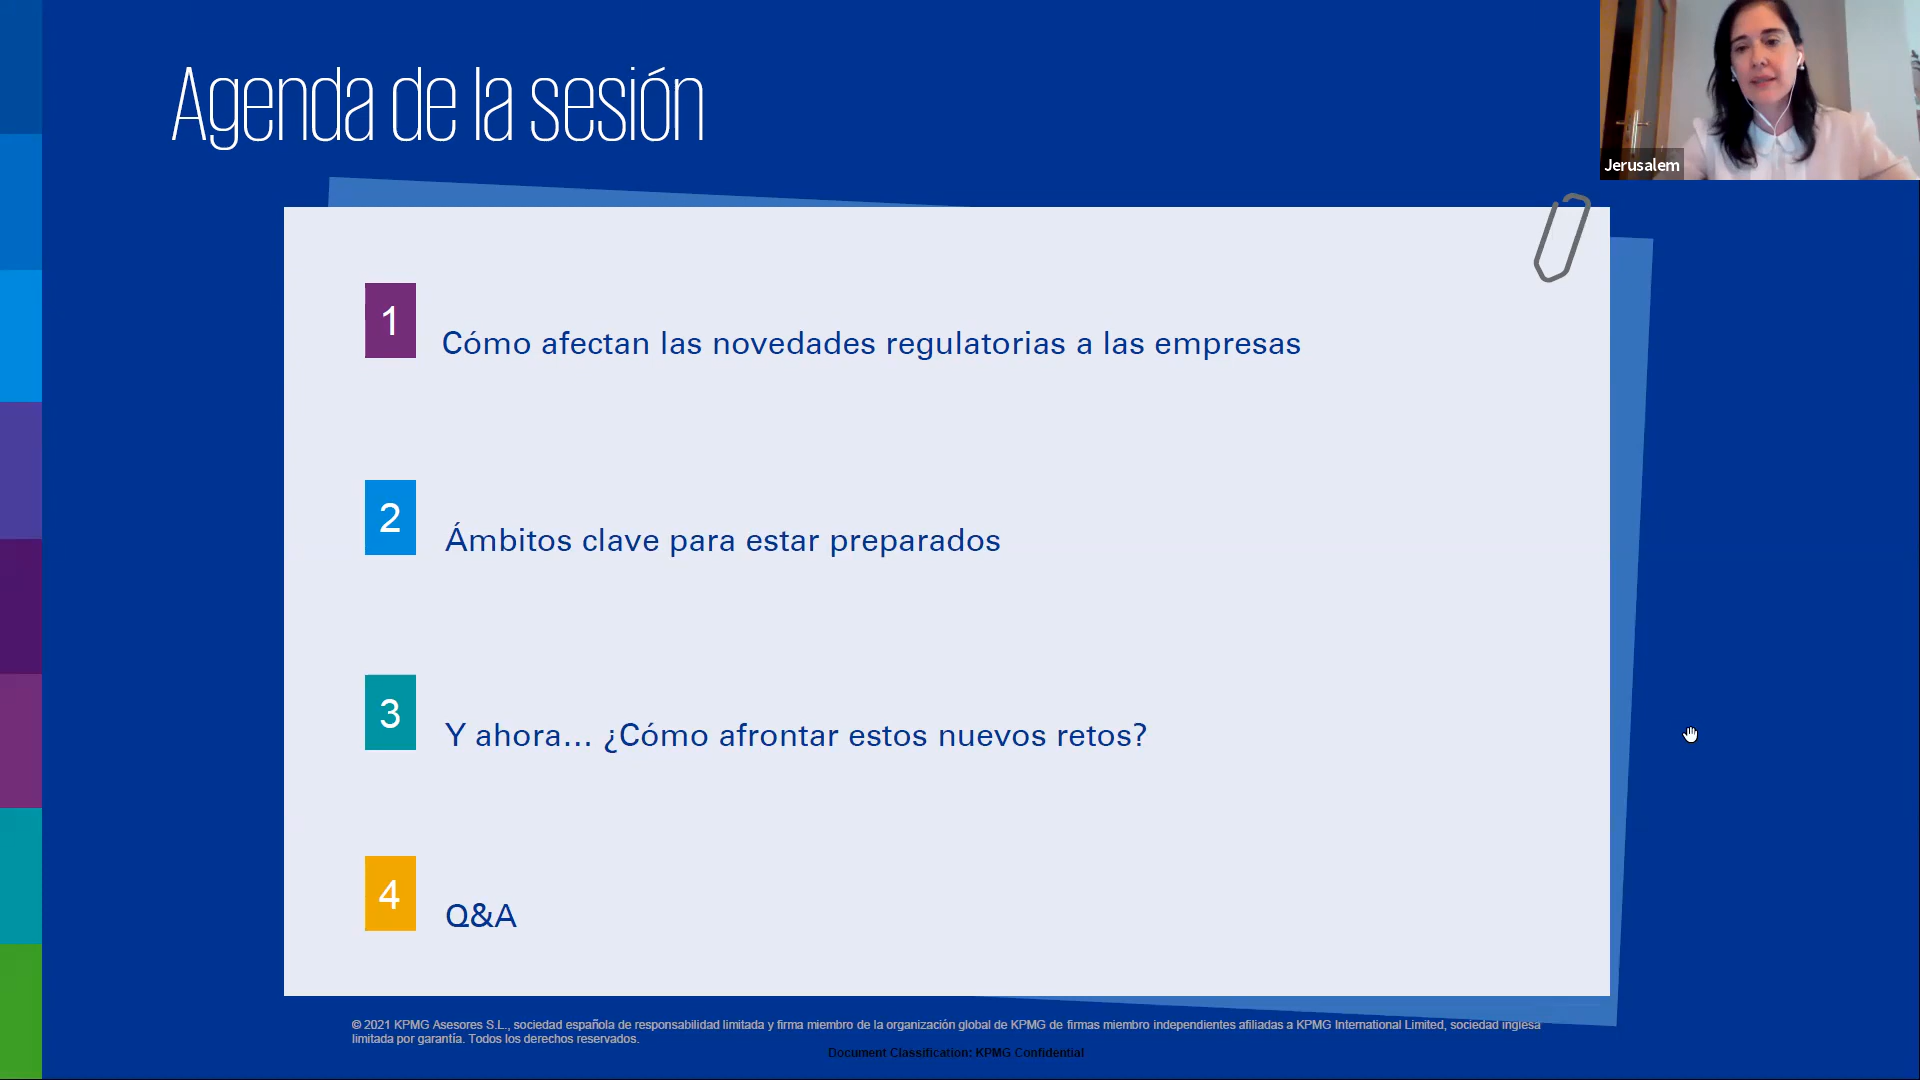 Agenda de la sesión
Jerusalem
1
Cómo afectan las novedades regulatorias a las empresas
2
Ámbitos clave para estar preparados
3
Y ahora... ¿Cómo afrontar estos nuevos retos?
4
Q&A
© 2021 KPMG Asesores S.L., sociedad española de responsabilidad limitada y firma miembro de la organización global de KPMG de firmas miembro independientes afiliadas a KPMG International Limited, sociedad inglesa
limitada por garantía. Todos los derechos reservados.
Document Classification: KPMG Confidential